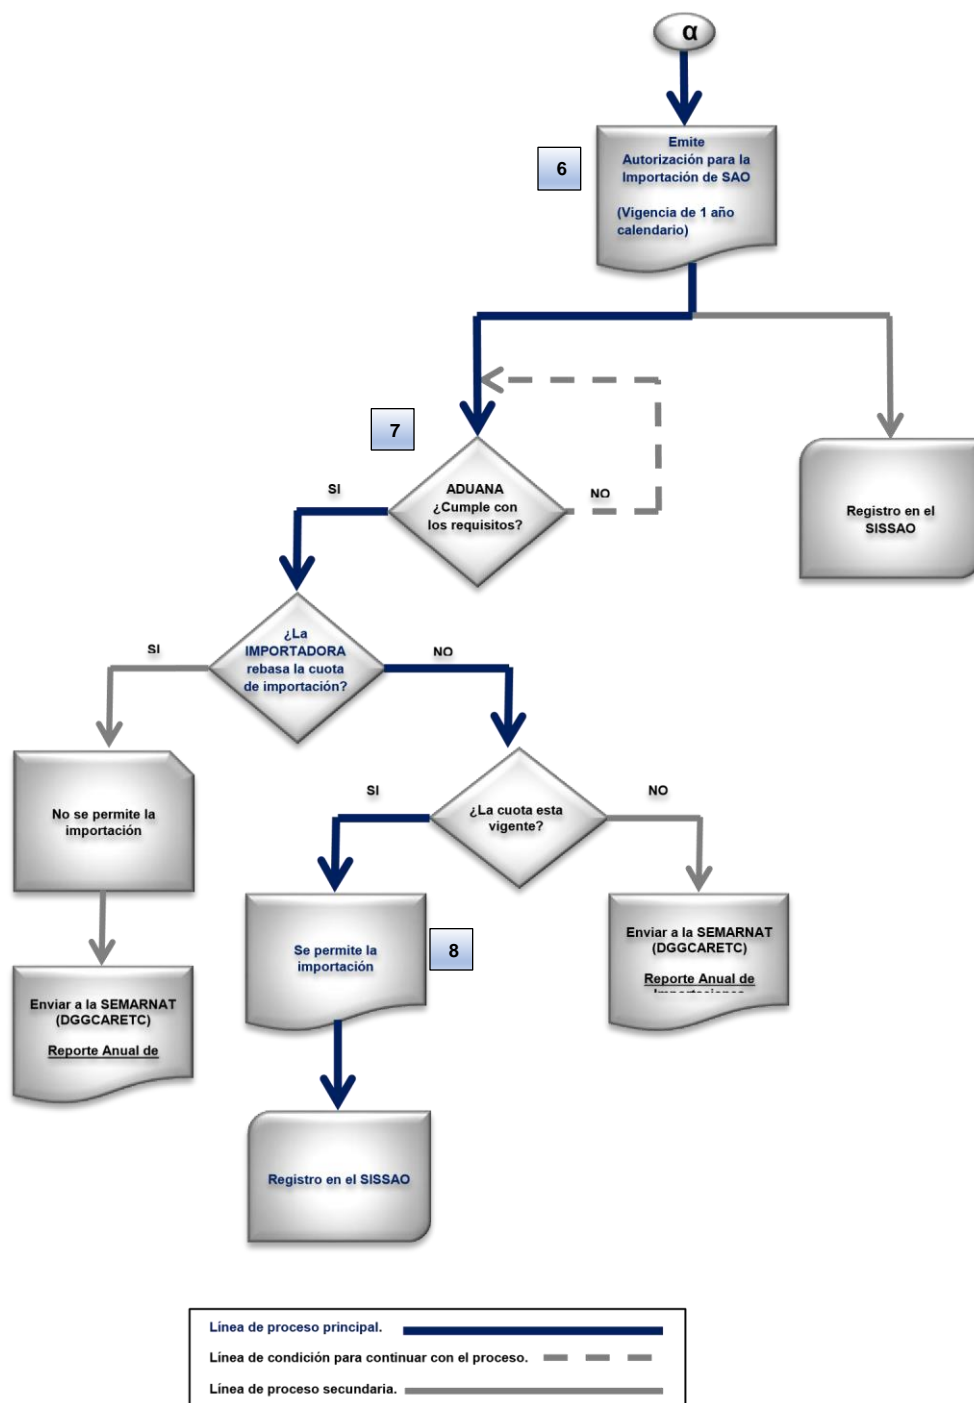 α
6
Emite
Autorización para la
Importación de SAO
(Vigencia de 1 año
calendario)
7
ADUANA
¿Cumple con
los requisitos?
SI
NO
Registro en el
SISSAO
¿La
IMPORTADORA
rebasa la cuota
de importación?
SI
NO
No se permite la
importación
¿La cuota esta
vigente?
SI
NO
Enviar a la SEMARNAT
(DGGCARETC)
Reporte Anual de
Se permite la
importación
8
Enviar a la SEMARNAT
(DGGCARETC)
Reporte Anual de
Registro en el SISSAO
Línea de proceso principal.
Línea de condición para continuar con el proceso.
Línea de proceso secundaria.